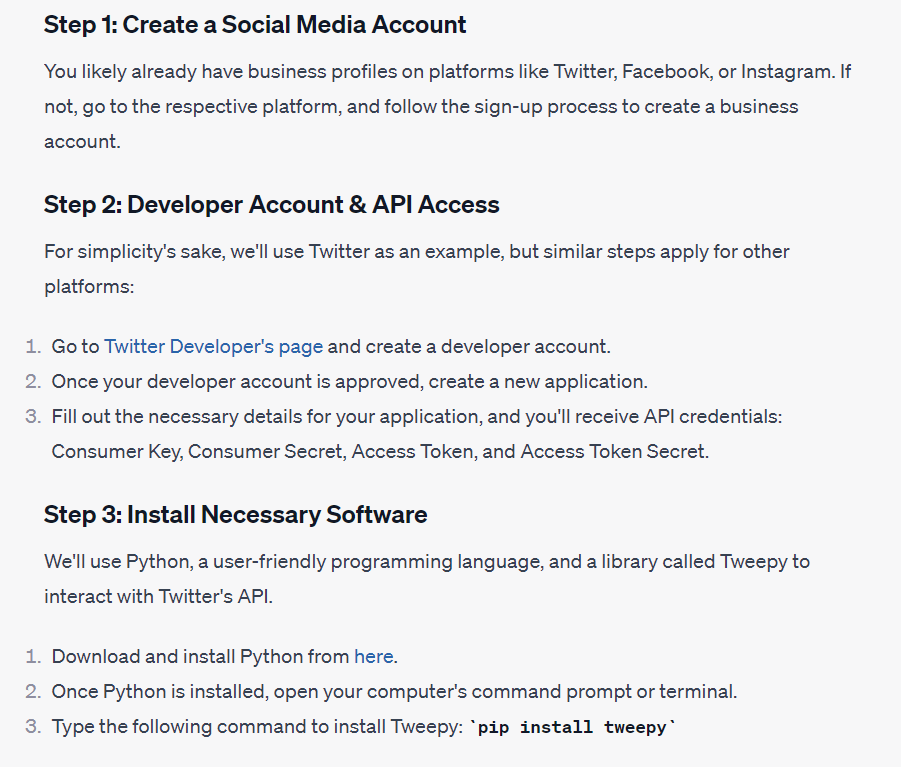 Step 1: Create a Social Media Account
You likely already have business profiles on platforms like Twitter, Facebook, or Instagram. If
not, go to the respective platform, and follow the sign-up process to create a business
account.
Step 2: Developer Account & API Access
For simplicity's sake, we'll use Twitter as an example, but similar steps apply for other
platforms:
1. Go to Twitter Developer's page and create a developer account.
2. Once your developer account is approved, create a new application.
3. Fill out the necessary details for your application, and you'll receive API credentials:
Consumer Key, Consumer Secret, Access Token, and Access Token Secret.
Step 3: Install Necessary Software
We'll use Python, a user-friendly programming language, and a library called Tweepy to
interact with Twitter's API.
1. Download and install Python from here.
2. Once Python is installed, open your computer's command prompt or terminal.
3. Type the following command to install Tweepy: `pip install tweepy`